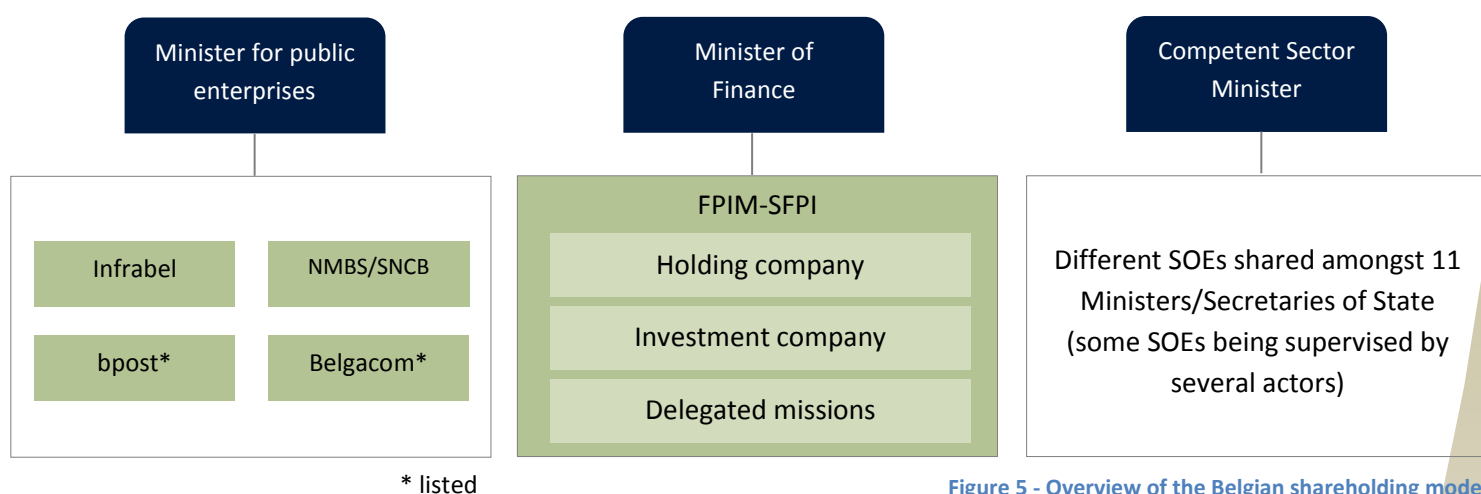 Minister for public
enterprises
Minister of
Finance
Competent Sector
Minister
Infrabel
NMBS/SNCB
bpost*
Belgacom*
* listed
FPIM-SFPI
Holding company
Investment company
Delegated missions
Different SOEs shared amongst 11
Ministers/Secretaries of State
(some SOEs being supervised by
several actors)
Figure 5 - Overview of the Belgian shareholding mode